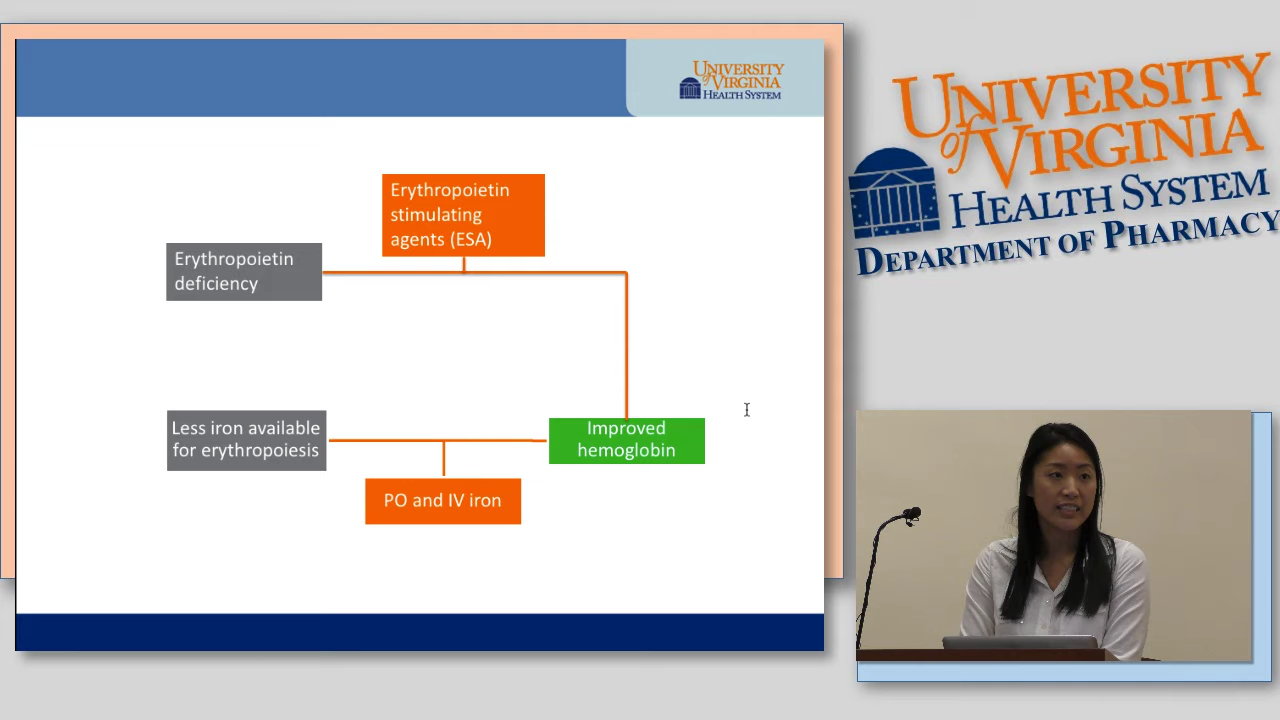 UNIVERSITY
of VIRGINIA
HEALTH SYSTEM
Erythropoietin
stimulating
agents (ESA)
Erythropoietin
deficiency
Less iron available
for erythropoiesis
Improved
hemoglobin
PO and IV iron
UNIVERSITY
of VIRGINIA
HEALTH SYSTEM
DEPARTMENT OF PHARMACY